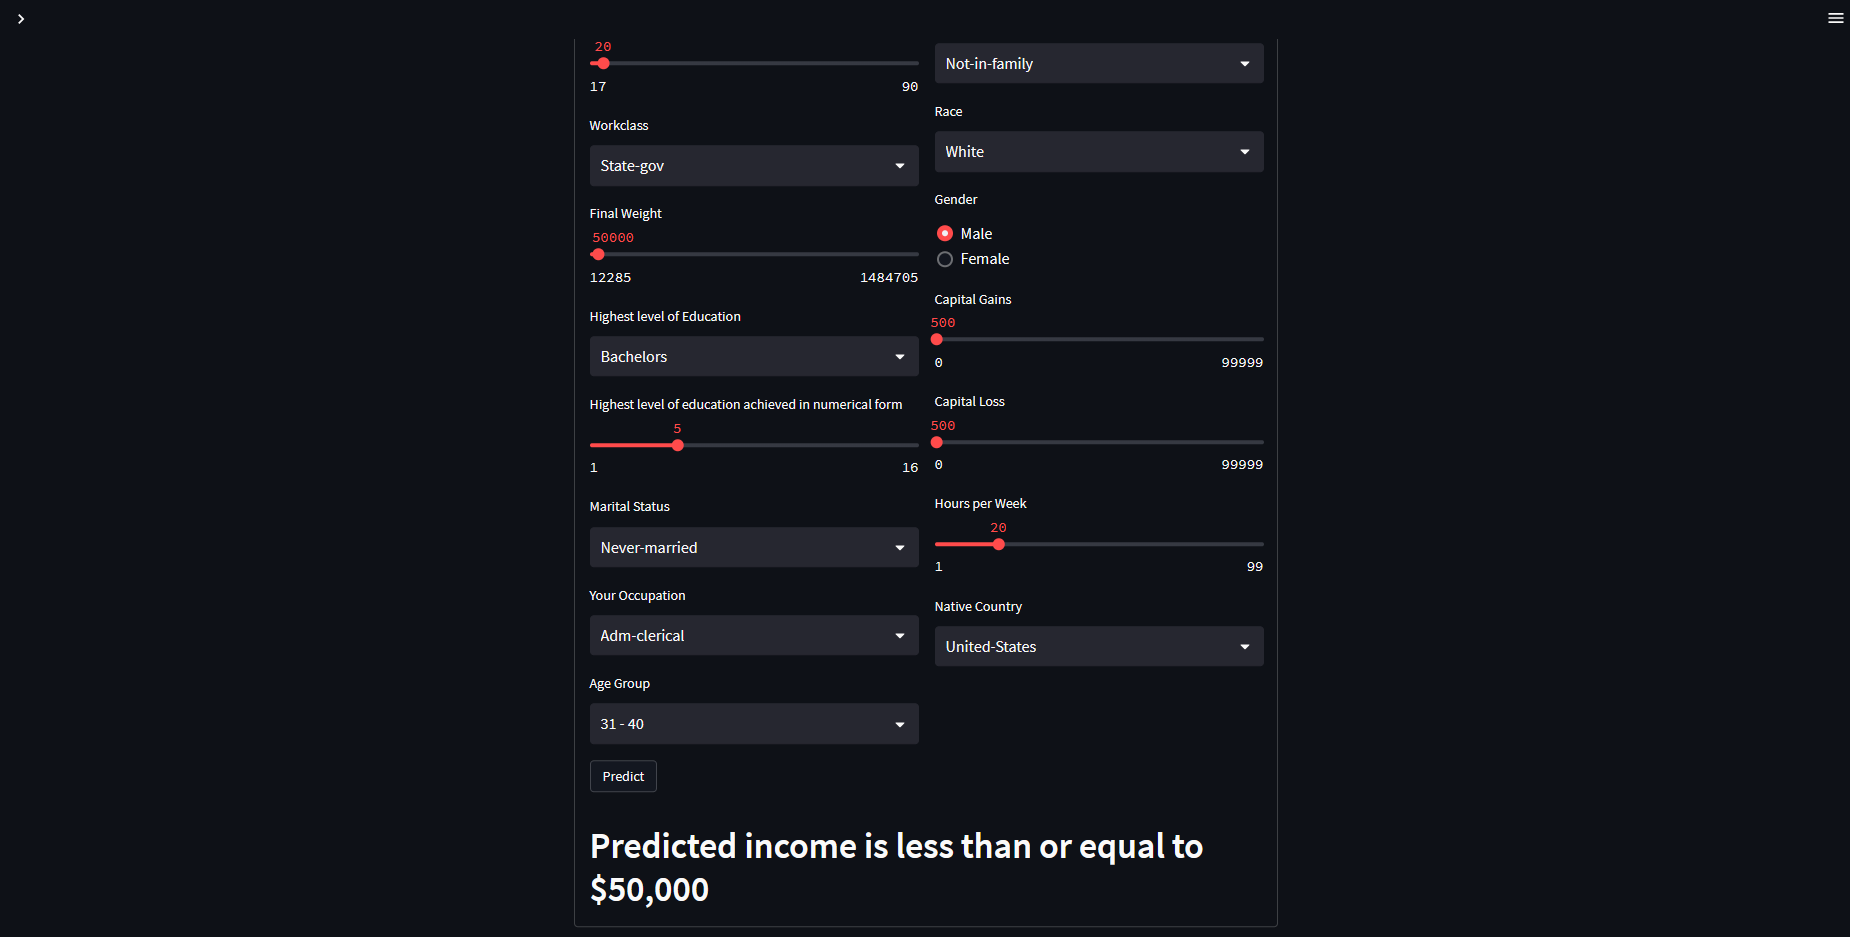 20
17 90
Workclass
State-gov
Final Weight
50000
12285 1484705
Highest level of Education
Bachelors
Highest level of education achieved in numerical form
5
1 16
Marital Status
Never-married
Your Occupation
Adm-clerical
Age Group
31 - 40
Not-in-family
Race
White
Gender
Male
Female
Capital Gains
500
0 99999
Capital Loss
500
0 99999
Hours per Week
20
1 99
Native Country
United-States
Predict
Predicted income is less than or equal to
$50,000